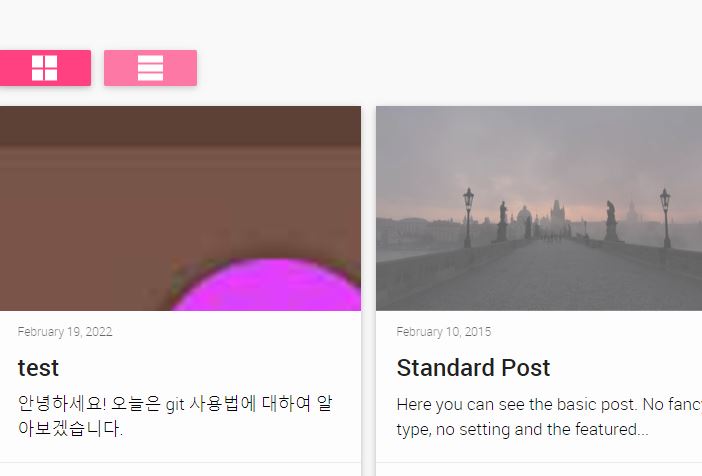 February 19, 2022
test
안녕하세요! 오늘은 git 사용법에 대하여 알
아보겠습니다.
February 10, 2015
Standard Post
Here you can see the basic post. No fanc
type, no setting and the featured...